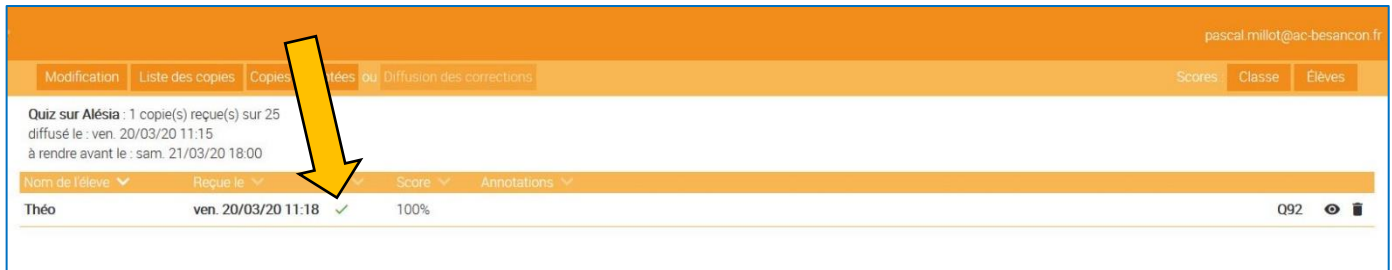 pascal.millot@ac-besancon.fr
Modification Liste des copies Copies ou Diffusion des corrections Scores Classe Élèves
Quiz sur Alésia : 1 copie(s) reçue(s) sur 25
diffusé le : ven. 20/03/20 11:15
à rendre avant le : sam. 21/03/20 18:00
Nom de l'éleve Reçue le Score Annotations
Théo ven. 20/03/20 11:18 100% Q92